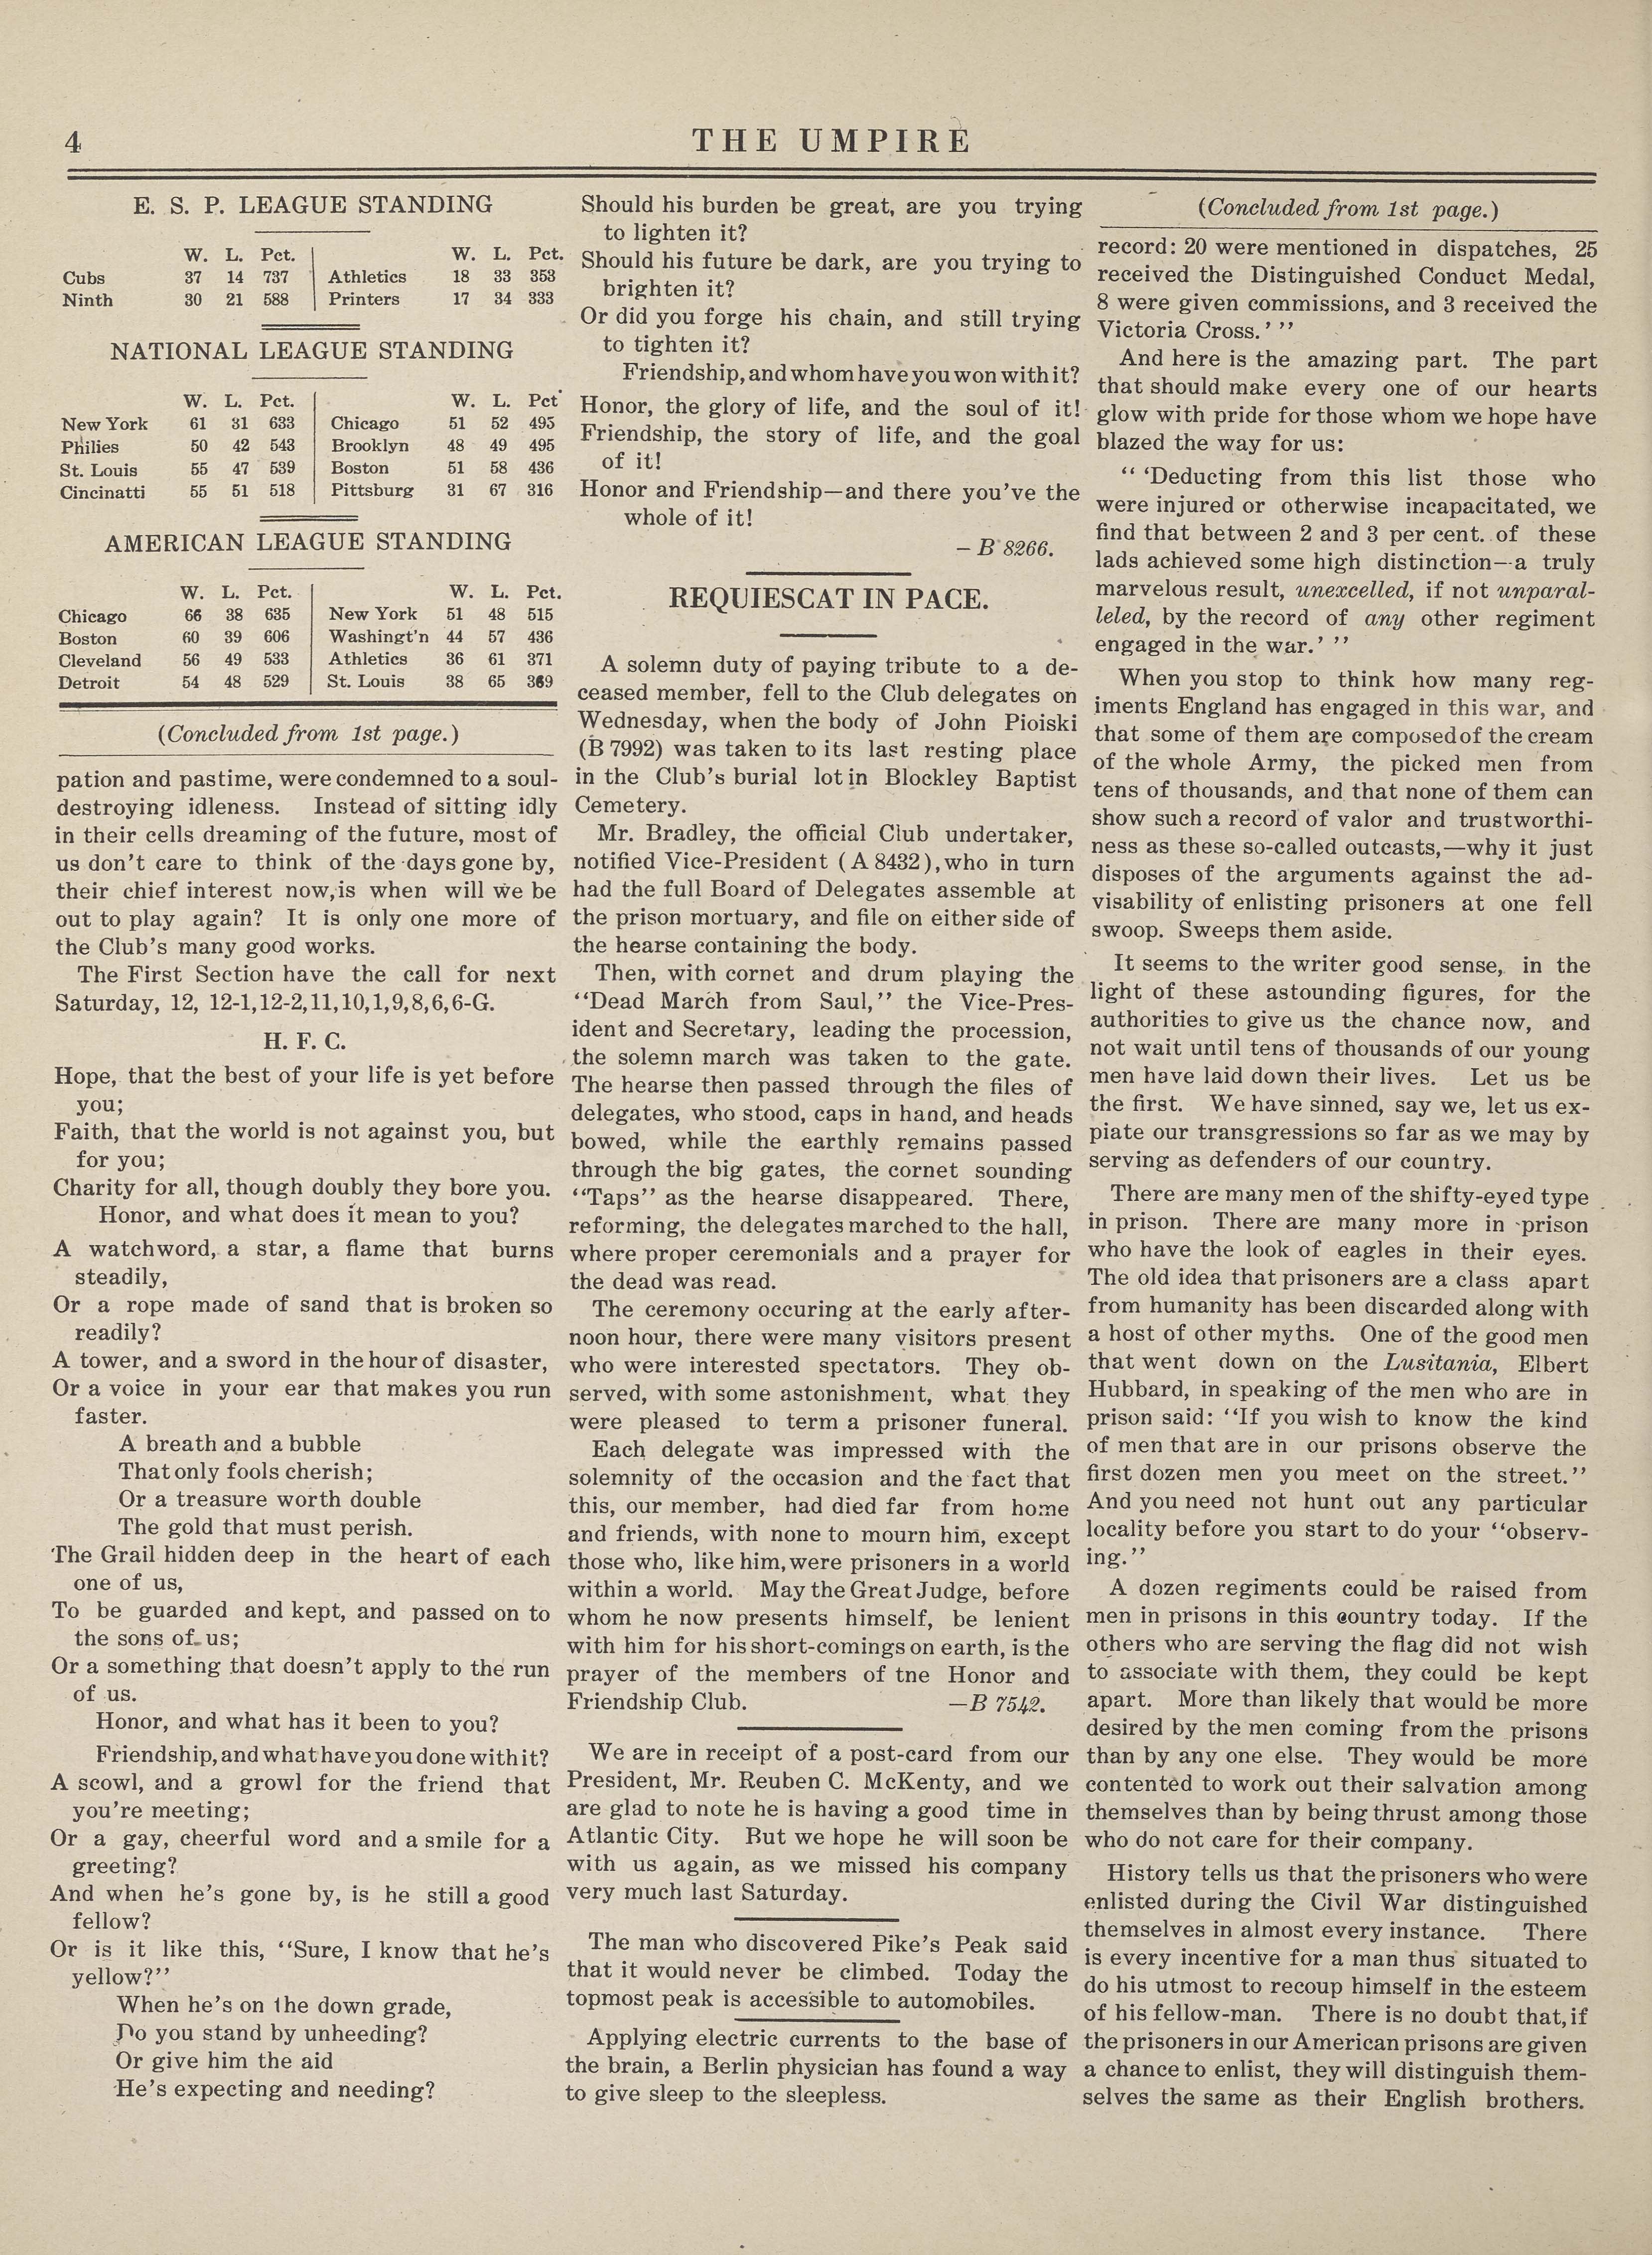 4
THE UMPIRE
E. S. P. LEAGUE STANDING
W. L. Pct. W. L. Pct.
Cubs 37 14 737 Athletics 18 33 353
Ninth 30 21 588 Printers 17 34 333
NATIONAL LEAGUE STANDING
W. L. Pct. W. L. Pct
New York 61 31 633 Chicago 51 52 495
Philies 50 42 543 Brooklyn 48 49 495
St. Louis 55 47 539 Boston 51 58 436
Cincinatti 55 51 518 Pittsburg 31 67 316
AMERICAN LEAGUE STANDING
W. L. Pct. W. L. Pct.
Chicago 66 38 635 New York 51 48 515
Boston 60 39 606 Washingt'n 44 57 436
Cleveland 56 49 533 Athletics 36 61 371
Detroit 54 48 529 St. Louis 38 65 369
(Concluded from 1st page.)
pation and pastime, were condemned to a soul-
destroying idleness. Instead of sitting idly
in their cells dreaming of the future, most of
us don't care to think of the days gone by,
their chief interest now, is when will we be
out to play again? It is only one more of
the Club's many good works.
The First Section have the call for next
Saturday, 12, 12-1,12-2,11,10,1,9,8,6,6-G.
H. F. C.
Hope, that the best of your life is yet before
you;
Faith, that the world is not against you, but
for you;
Charity for all, though doubly they bore you.
Honor, and what does it mean to you?
A watchword, a star, a flame that burns
steadily,
Or a rope made of sand that is broken so
readily?
A tower, and a sword in the hour of disaster,
Or a voice in your ear that makes you run
faster.
A breath and a bubble
That only fools cherish;
Or a treasure worth double
The gold that must perish.
The Grail hidden deep in the heart of each
one of us,
To be guarded and kept, and passed on to
the sons of us;
Or a something that doesn't apply to the run
of us.
Honor, and what has it been to you?
Friendship, and what have you done with it?
A scowl, and a growl for the friend that
you're meeting;
Or a gay, cheerful word and a smile for a
greeting?
And when he's gone by, is he still a good
fellow?
Or is it like this, "Sure, I know that he's
yellow?"
When he's on the down grade,
Do you stand by unheeding?
Or give him the aid
He's expecting and needing?
Should his burden be great, are you trying
to lighten it?
Should his future be dark, are you trying to
brighten it?
Or did you forge his chain, and still trying
to tighten it?
Friendship, and whom have you won with it?
Honor, the glory of life, and the soul of it!
Friendship, the story of life, and the goal
of it!
Honor and Friendship—and there you've the
whole of it!
– B 8266.
REQUIESCAT IN PACE.
A solemn duty of paying tribute to a de-
ceased member, fell to the Club delegates on
Wednesday, when the body of John Pioiski
(B 7992) was taken to its last resting place
in the Club's burial lot in Blockley Baptist
Cemetery.
Mr. Bradley, the official Club undertaker,
notified Vice-President (A 8432), who in turn
had the full Board of Delegates assemble at
the prison mortuary, and file on either side of
the hearse containing the body.
Then, with cornet and drum playing the
"Dead March from Saul," the Vice-Pres-
ident and Secretary, leading the procession,
the solemn march was taken to the gate.
The hearse then passed through the files of
delegates, who stood, caps in hand, and heads
bowed, while the earthly remains passed
through the big gates, the cornet sounding
"Taps" as the hearse disappeared. There,
reforming, the delegates marched to the hall,
where proper ceremonials and a prayer for
the dead was read.
The ceremony occuring at the early after-
noon hour, there were many visitors present
who were interested spectators. They ob-
served, with some astonishment, what they
were pleased to term a prisoner funeral.
Each delegate was impressed with the
solemnity of the occasion and the fact that
this, our member, had died far from home
and friends, with none to mourn him, except
those who, like him, were prisoners in a world
within a world. May the Great Judge, before
whom he now presents himself, be lenient
with him for his short-comings on earth, is the
prayer of the members of tne Honor and
Friendship Club. —B 7542.
We are in receipt of a post-card from our
President, Mr. Reuben C. McKenty, and we
are glad to note he is having a good time in
Atlantic City. But we hope he will soon be
with us again, as we missed his company
very much last Saturday.
The man who discovered Pike's Peak said
that it would never be climbed. Today the
topmost peak is accessible to automobiles.
Applying electric currents to the base of
the brain, a Berlin physician has found a way
to give sleep to the sleepless.
(Concluded from 1st page.)
record: 20 were mentioned in dispatches, 25
received the Distinguished Conduct Medal,
8 were given commissions, and 3 received the
Victoria Cross.' "
And here is the amazing part. The part
that should make every one of our hearts
glow with pride for those whom we hope have
blazed the way for us:
" 'Deducting from this list those who
were injured or otherwise incapacitated, we
find that between 2 and 3 per cent. of these
lads achieved some high distinction—a truly
marvelous result, unexcelled, if not unparal-
leled, by the record of any other regiment
engaged in the war.' "
When you stop to think how many reg-
iments England has engaged in this war, and
that some of them are composed of the cream
of the whole Army, the picked men from
tens of thousands, and that none of them can
show such a record of valor and trustworthi-
ness as these so-called outcasts,—why it just
disposes of the arguments against the ad-
visability of enlisting prisoners at one fell
swoop. Sweeps them aside.
It seems to the writer good sense, in the
light of these astounding figures, for the
authorities to give us the chance now, and
not wait until tens of thousands of our young
men have laid down their lives. Let us be
the first. We have sinned, say we, let us ex-
piate our transgressions so far as we may by
serving as defenders of our country.
There are many men of the shifty-eyed type
in prison. There are many more in prison
who have the look of eagles in their eyes.
The old idea that prisoners are a class apart
from humanity has been discarded along with
a host of other myths. One of the good men
that went down on the Lusitania, Elbert
Hubbard, in speaking of the men who are in
prison said: "If you wish to know the kind
of men that are in our prisons observe the
first dozen men you meet on the street."
And you need not hunt out any particular
locality before you start to do your "observ-
ing."
A dozen regiments could be raised from
men in prisons in this country today. If the
others who are serving the flag did not wish
to associate with them, they could be kept
apart. More than likely that would be more
desired by the men coming from the prisons
than by any one else. They would be more
contented to work out their salvation among
themselves than by being thrust among those
who do not care for their company.
History tells us that the prisoners who were
enlisted during the Civil War distinguished
themselves in almost every instance. There
is every incentive for a man thus situated to
do his utmost to recoup himself in the esteem
of his fellow-man. There is no doubt that, if
the prisoners in our American prisons are given
a chance to enlist, they will distinguish them-
selves the same as their English brothers.